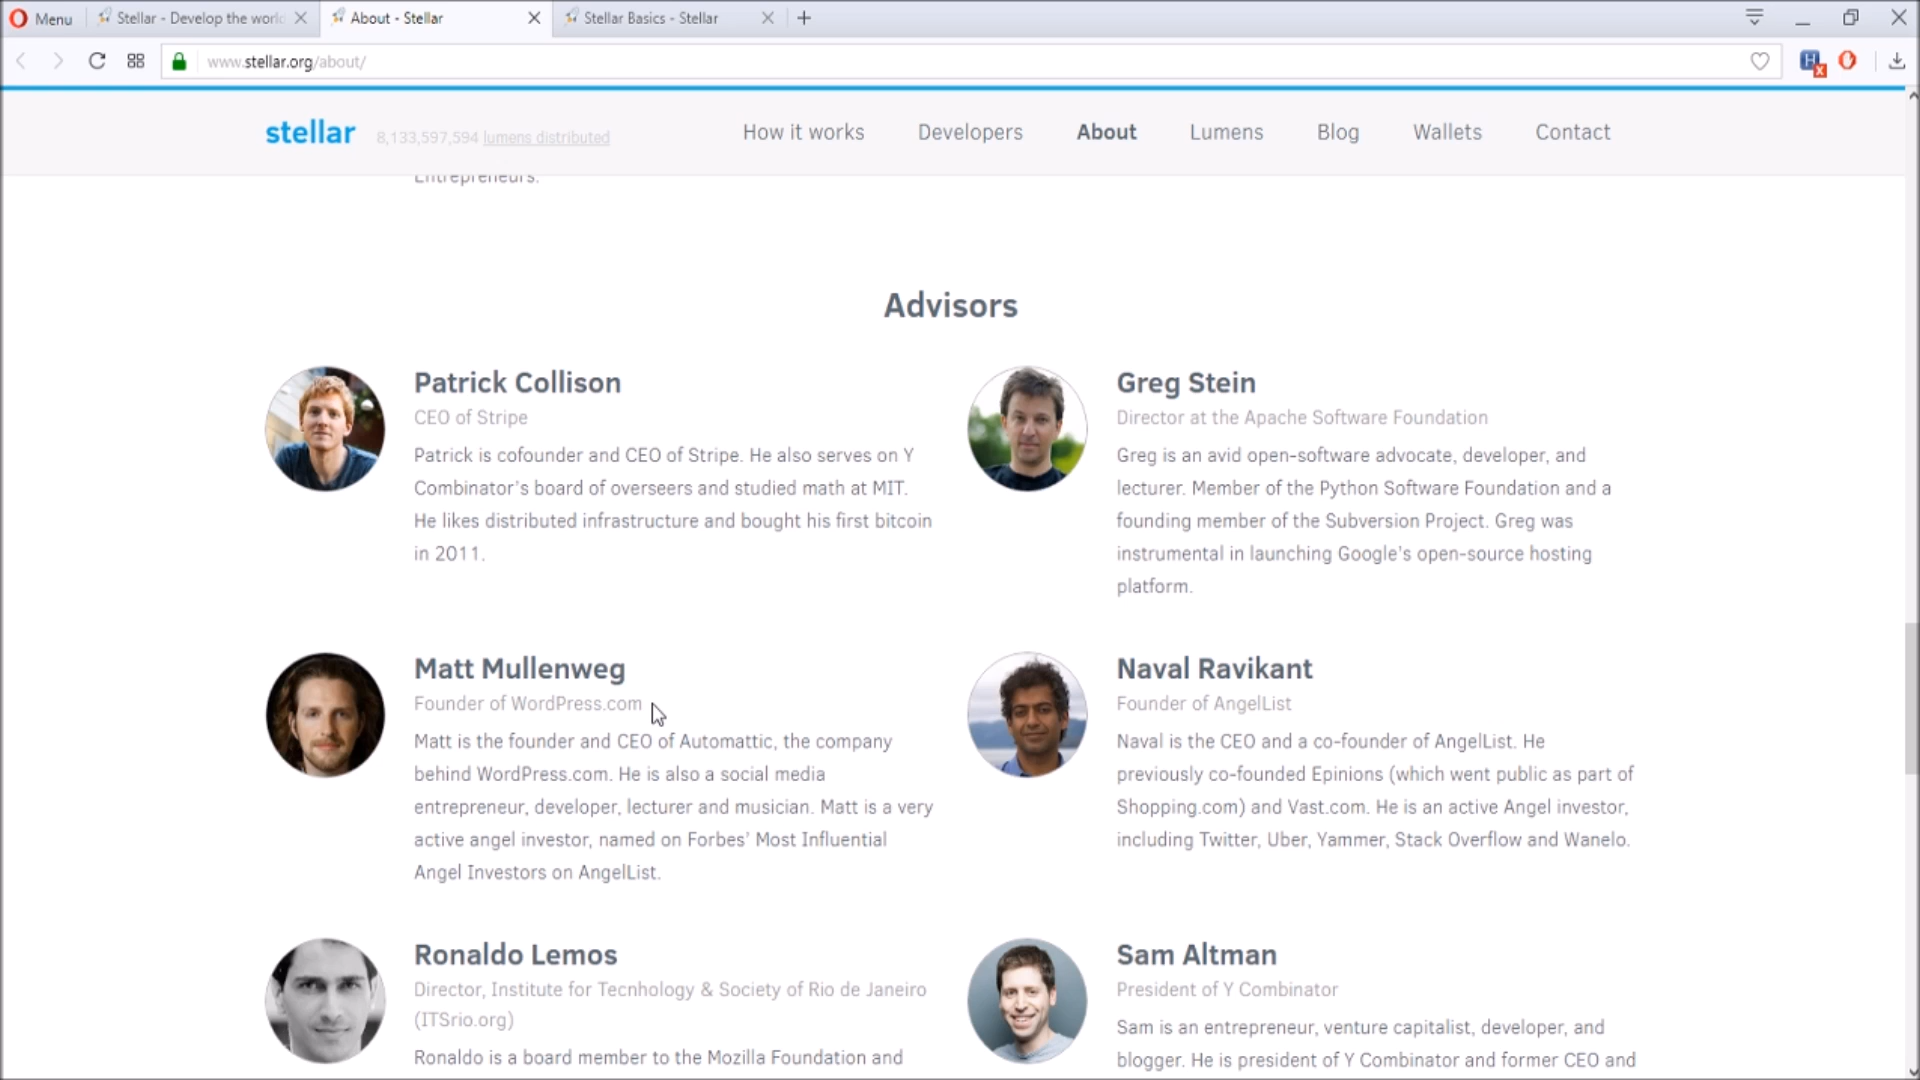 Menu
Stellar - Develop the world
About - Stellar
Stellar Basics - Stellar
www.stellar.org/about/
stellar
8,133,597,594 lumens distributed
How it works
Developers
About
Lumens
Blog
Wallets
Contact
Entrepreneurs.
Advisors
Patrick Collison
CEO of Stripe
Patrick is cofounder and CEO of Stripe. He also serves on Y
Combinator's board of overseers and studied math at MIT.
He likes distributed infrastructure and bought his first bitcoin
in 2011.
Greg Stein
Director at the Apache Software Foundation
Greg is an avid open-software advocate, developer, and
lecturer. Member of the Python Software Foundation and a
founding member of the Subversion Project. Greg was
instrumental in launching Google's open-source hosting
platform.
Matt Mullenweg
Founder of WordPress.com
Matt is the founder and CEO of Automattic, the company
behind WordPress.com. He is also a social media
entrepreneur, developer, lecturer and musician. Matt is a very
active angel investor, named on Forbes' Most Influential
Angel Investors on AngelList.
Naval Ravikant
Founder of AngelList
Naval is the CEO and a co-founder of AngelList. He
previously co-founded Epinions (which went public as part of
Shopping.com) and Vast.com. He is an active Angel investor,
including Twitter, Uber, Yammer, Stack Overflow and Wanelo.
Ronaldo Lemos
Director, Institute for Tecnhology & Society of Rio de Janeiro
(ITSrio.org)
Ronaldo is a board member to the Mozilla Foundation and
Sam Altman
President of Y Combinator
Sam is an entrepreneur, venture capitalist, developer, and
blogger. He is president of Y Combinator and former CEO and